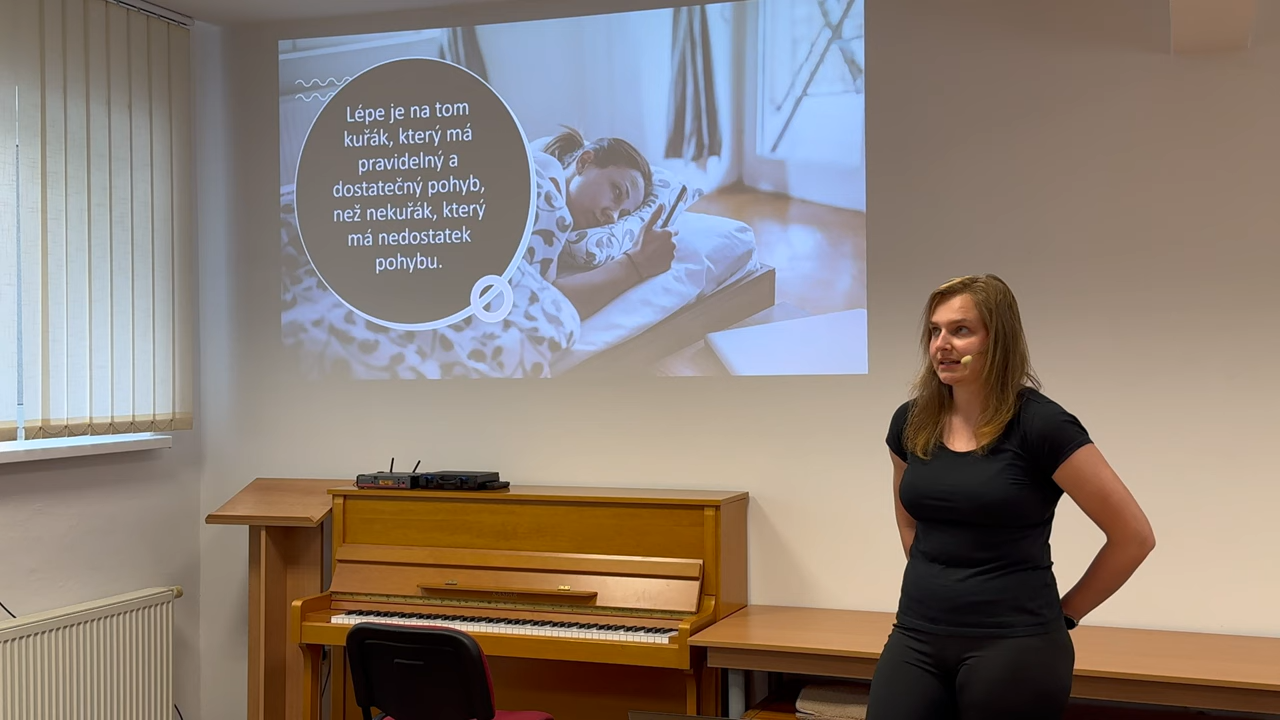 Lépe je na tom
kuřák, který má
pravidelný a
dostatečný pohyb,
než nekuřák, který
má nedostatek
pohybu.